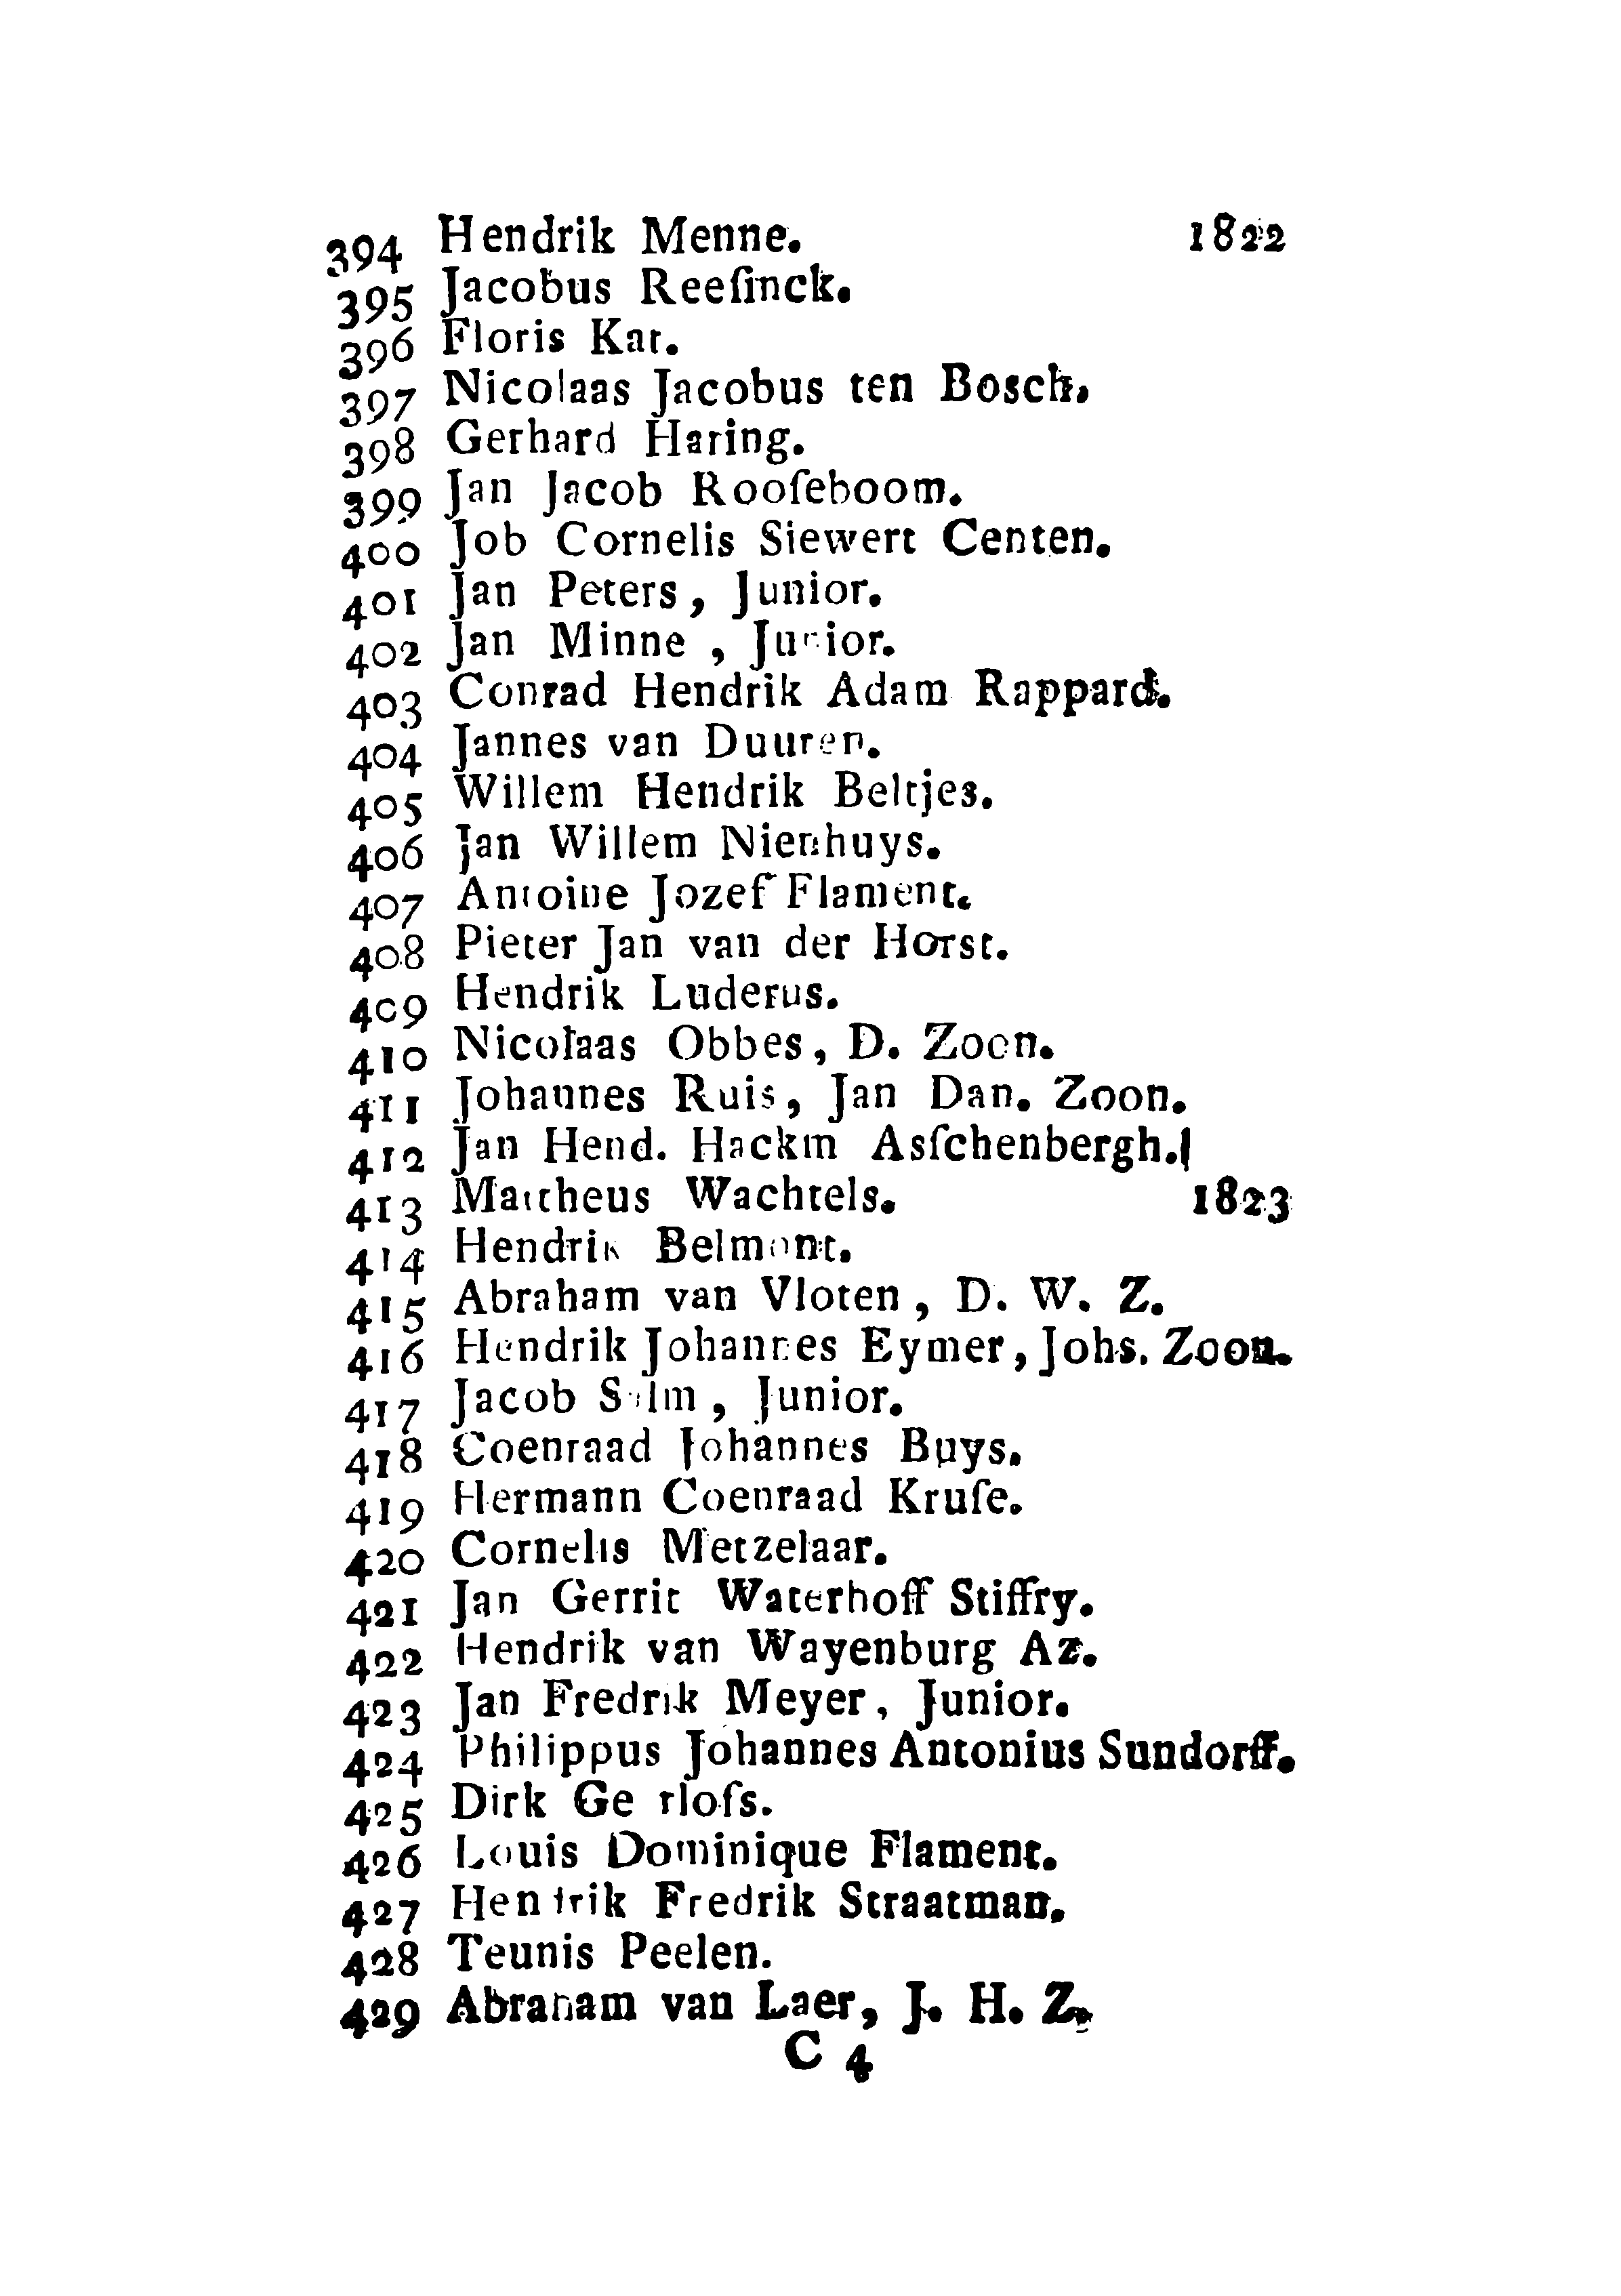 394 Hendrik Menne. 1822
395 Jacobus Reeſinck.
396 Floris Kat.
397 Nicolaas Jacobus ten Bosch.
398 Gerhard Haring.
399 Jan Jacob Rooſeboom.
400 Job Cornelis Siewert Centen.
401 Jan Peters, Junior.
402 Jan Minne, Junior.
403 Conrad Hendrik Adam Rappard.
404 Jannes van Duuren.
405 Willem Hendrik Beltjes.
406 Jan Willem Nienhuys.
407 Antoine Jozef Flament.
408 Pieter Jan van der Horst.
409 Hendrik Luderus.
410 Nicolaas Obbes, D. Zoon.
411 Johannes Ruis, Jan Dan. Zoon.
412 Jan Hend. Hackm Asſchenbergh.
413 Mattheus Wachtels. 1823
414 Hendrik Belmont.
415 Abraham van Vloten, D. W. Z.
416 Hendrik Johannes Eymer, Johs. Zoon.
417 Jacob Salm, Junior.
418 Coenraad Johannes Buys.
419 Hermann Coenraad Kruſe.
420 Cornelis Metzelaar.
421 Jan Gerrit Waterhoff Stiffry.
422 Hendrik van Wayenburg Az.
423 Jan Fredrik Meyer, Junior.
424 Philippus Johannes Antonius Sundorff.
425 Dirk Ge rloſs.
426 Louis Dominique Flament.
427 Hendrik Fredrik Straatman.
428 Teunis Peelen.
429 Abraham van Laer, J. H. Z.
C 4